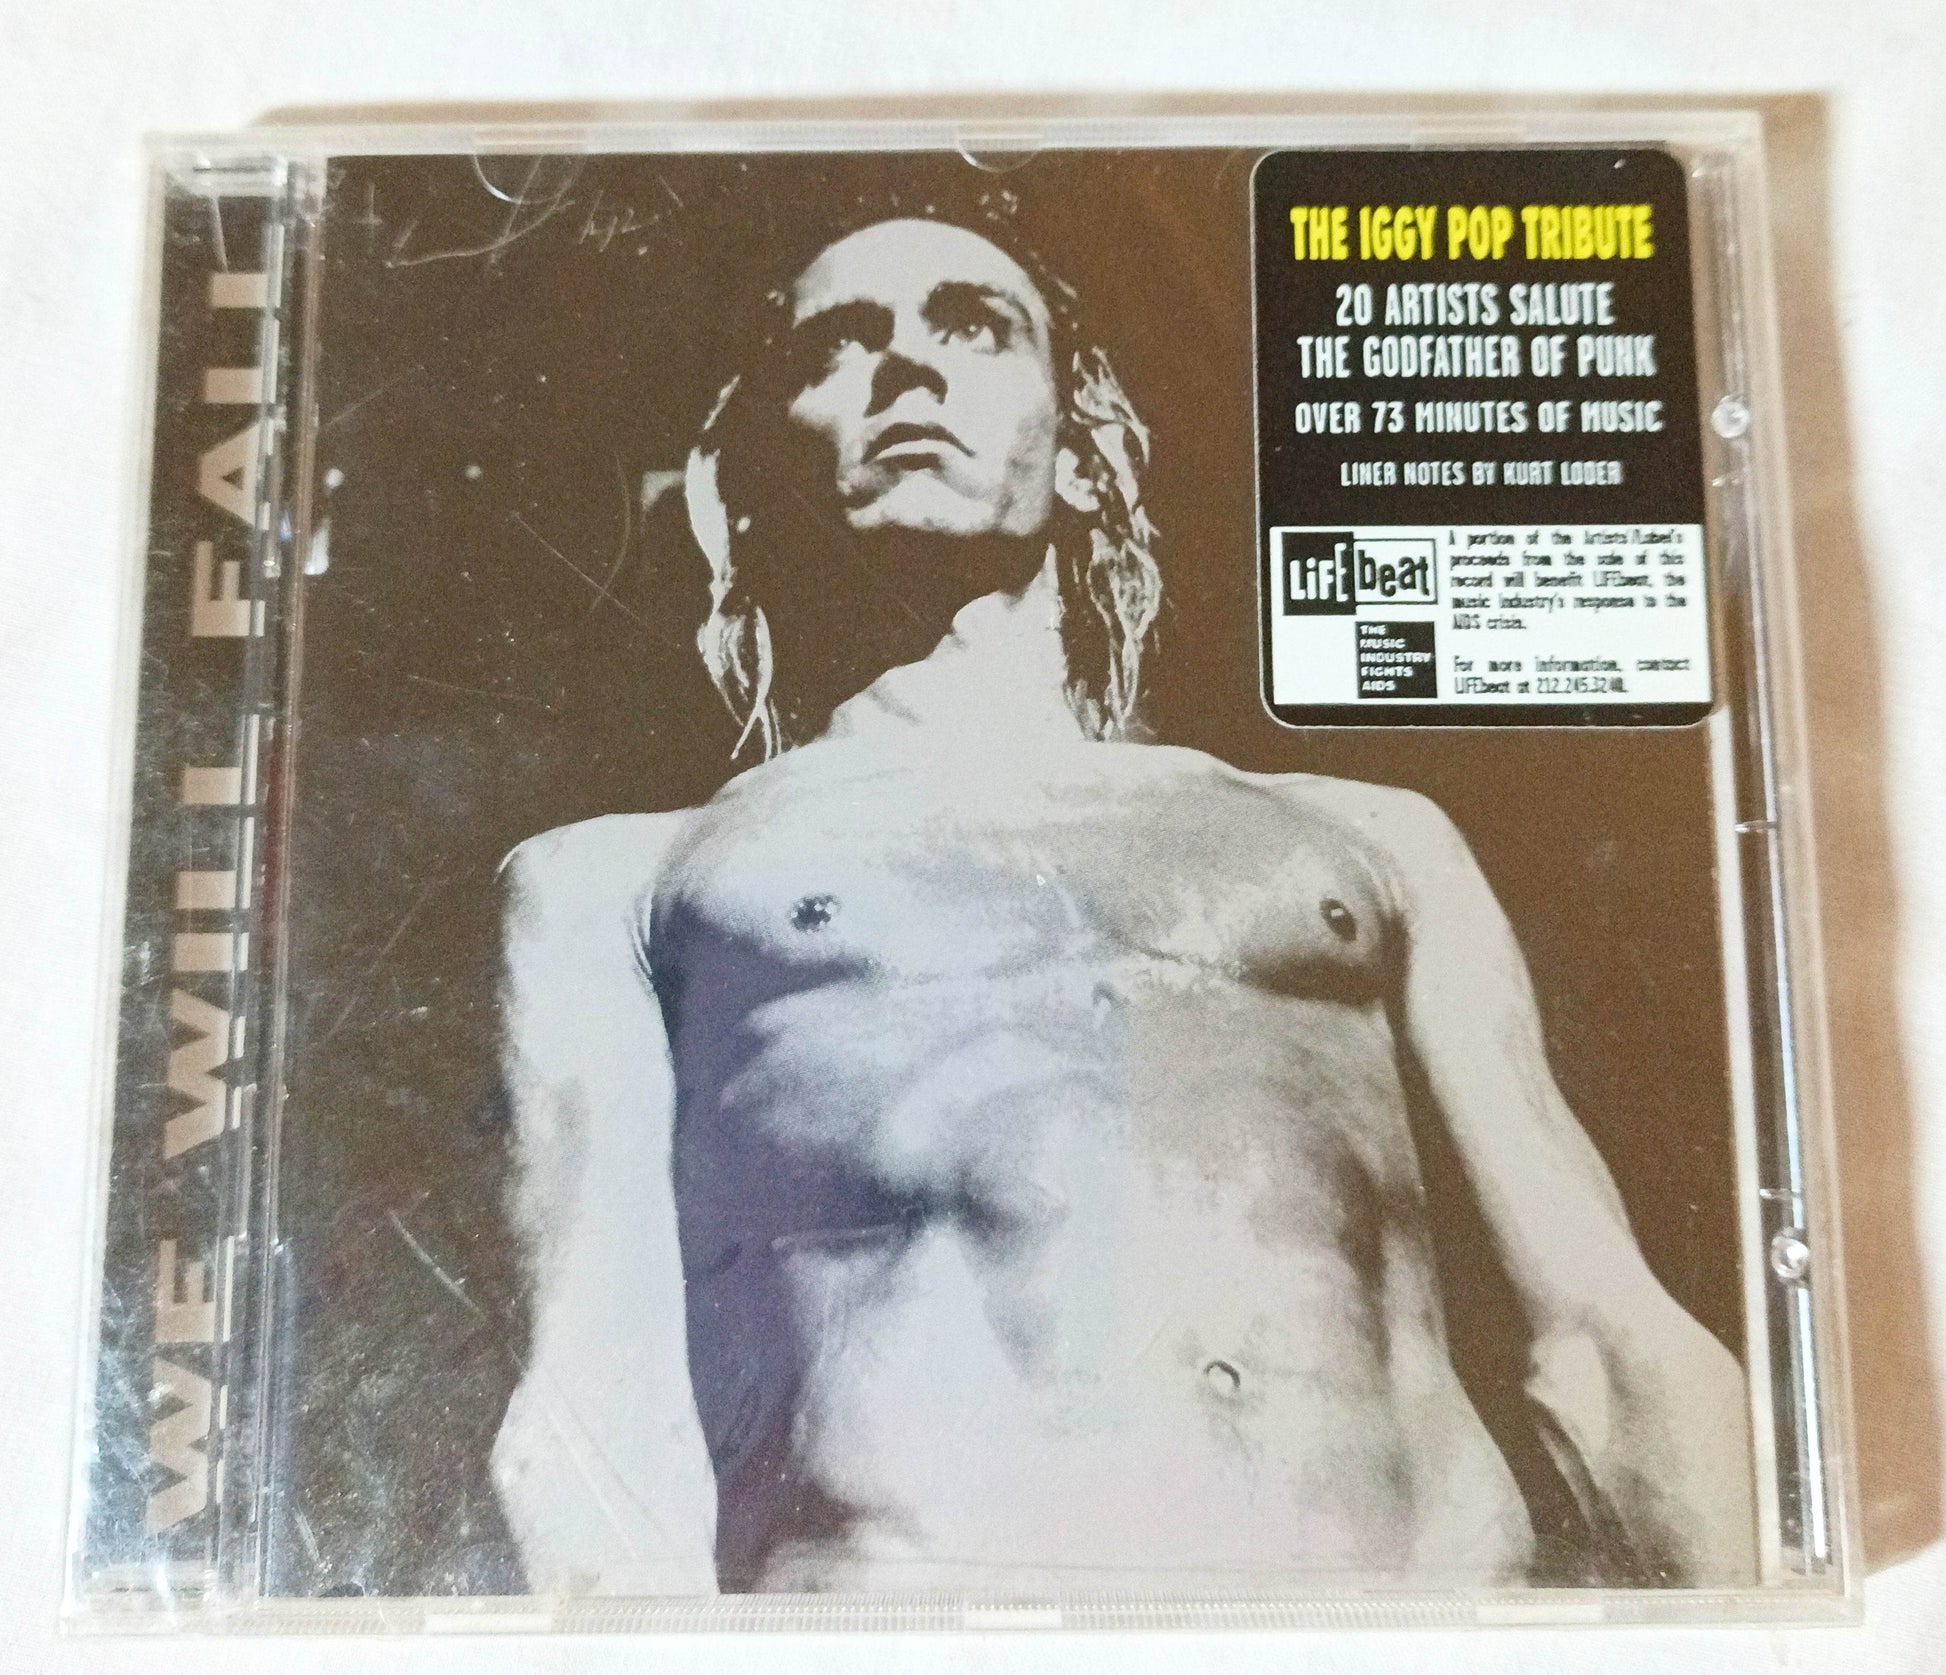 WE WILL FALL
THE IGGY POP TRIBUTE
20 ARTISTS SALUTE
THE GODFATHER OF PUNK
OVER 73 MINUTES OF MUSIC
LINER NOTES BY KURT LODER
LiFEbeat
THE
MUSIC
INDUSTRY
FIGHTS
AIDS
A portion of the Artists'/Label's
proceeds from the sale of this
record will benefit LIFEbeat, the
music industry's response to the
AIDS crisis.
For more information, contact
LIFEbeat at 212.245.3240.